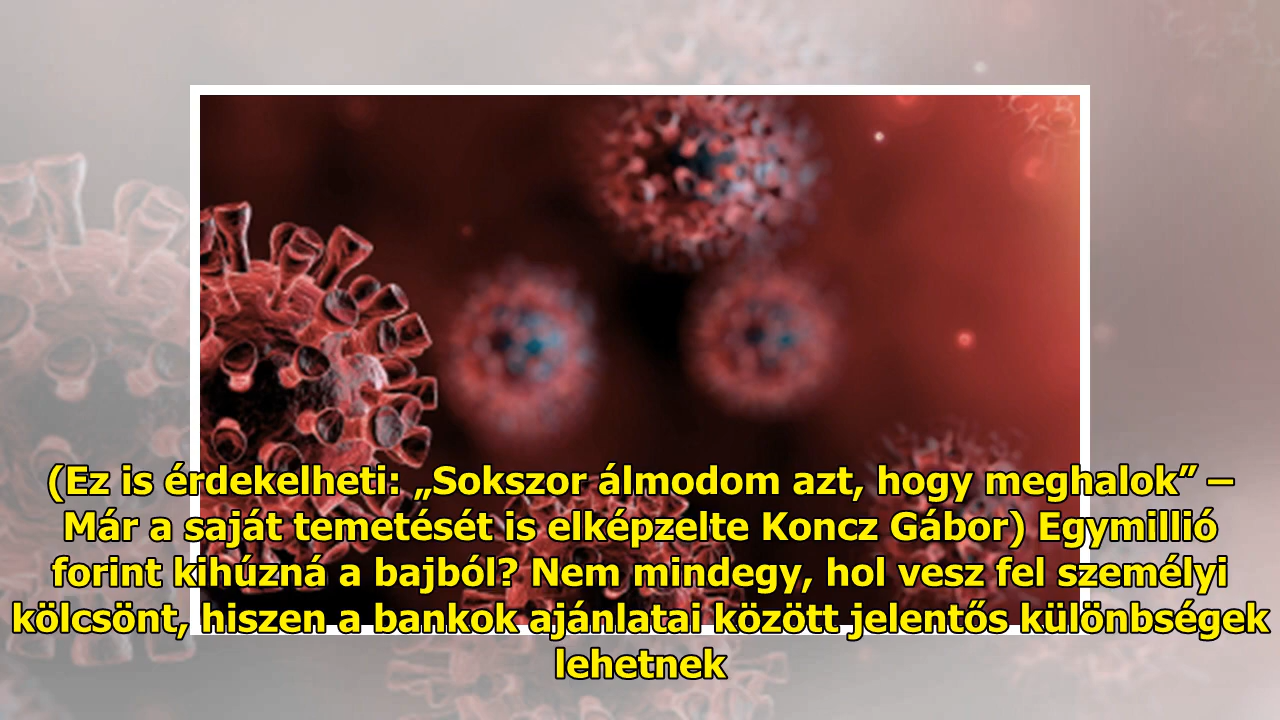 (Ez is érdekelheti: „Sokszor álmodom azt, hogy meghalok” –
Már a saját temetését is elképzelte Koncz Gábor) Egymillió
forint kihúzná a bajból? Nem mindegy, hol vesz fel személyi
kölcsönt, hiszen a bankok ajánlatai között jelentős különbségek
lehetnek